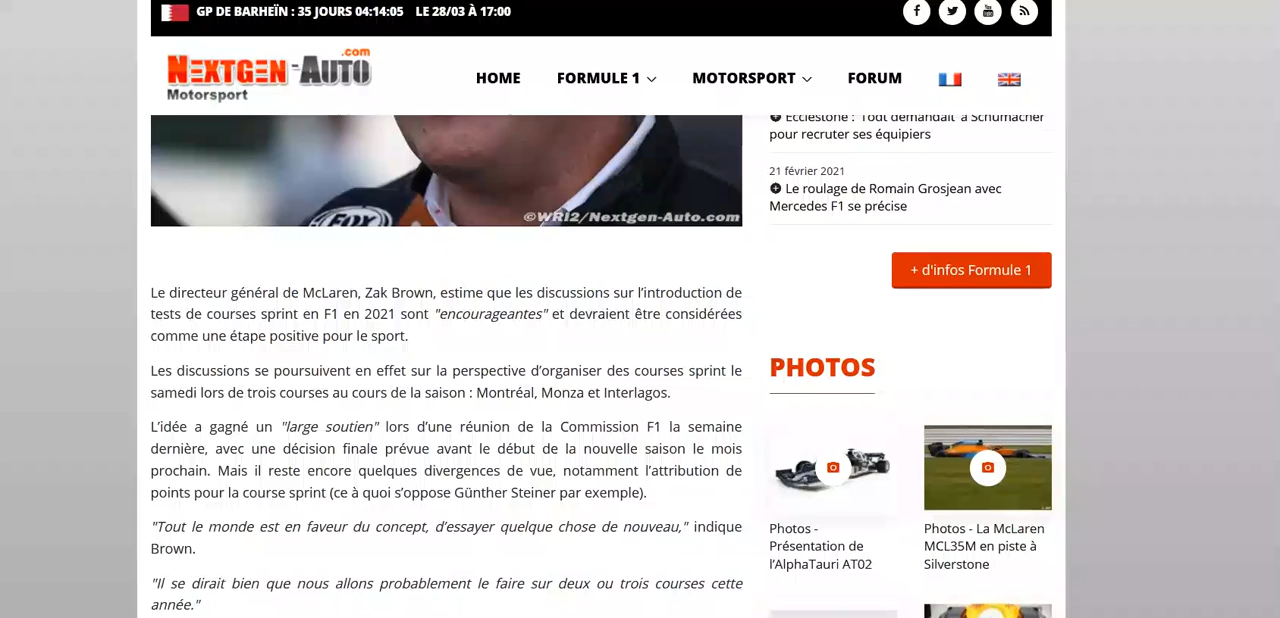 GP DE BARHEÏN : 35 JOURS 04:14:05 LE 28/03 À 17:00
.com
NEXTGEN-AUTO
Motorsport
HOME FORMULE 1 MOTORSPORT FORUM
Ecclestone : Todt demandait à Schumacher
pour recruter ses équipiers
21 février 2021
Le roulage de Romain Grosjean avec
Mercedes F1 se précise
+ d'infos Formule 1
FOX
©WRI2/Nextgen-Auto.com
Le directeur général de McLaren, Zak Brown, estime que les discussions sur l’introduction de
tests de courses sprint en F1 en 2021 sont "encourageantes" et devraient être considérées
comme une étape positive pour le sport.
Les discussions se poursuivent en effet sur la perspective d’organiser des courses sprint le
samedi lors de trois courses au cours de la saison : Montréal, Monza et Interlagos.
L’idée a gagné un "large soutien" lors d’une réunion de la Commission F1 la semaine
dernière, avec une décision finale prévue avant le début de la nouvelle saison le mois
prochain. Mais il reste encore quelques divergences de vue, notamment l’attribution de
points pour la course sprint (ce à quoi s’oppose Günther Steiner par exemple).
"Tout le monde est en faveur du concept, d’essayer quelque chose de nouveau," indique
Brown.
"Il se dirait bien que nous allons probablement le faire sur deux ou trois courses cette
année."
PHOTOS
Photos -
Présentation de
l’AlphaTauri AT02
Photos - La McLaren
MCL35M en piste à
Silverstone